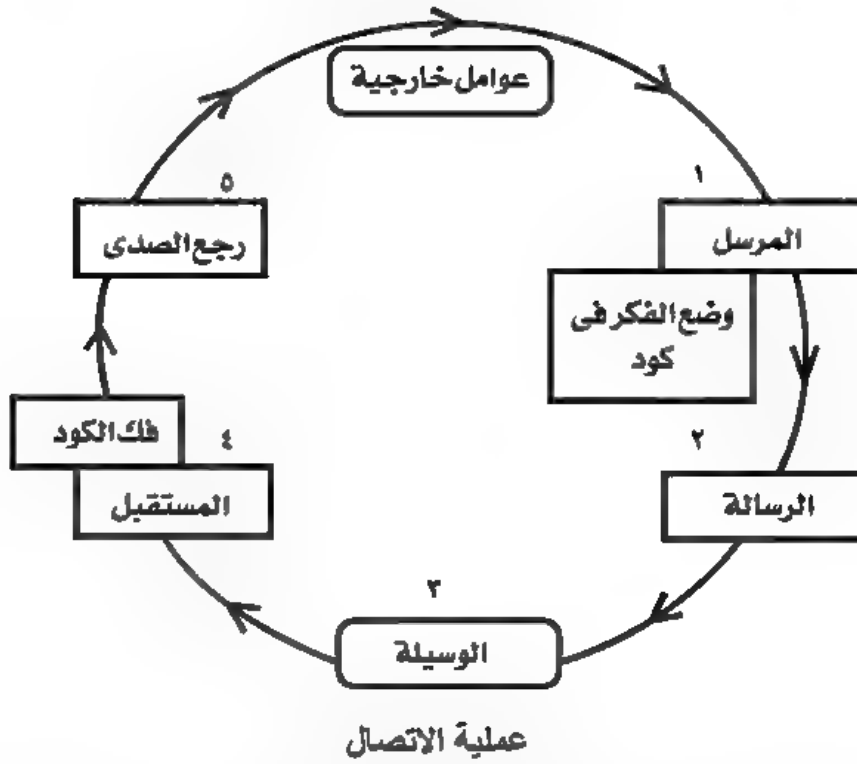 عوامل خارجية
١
المرسل
وضع الفكر فى
كود
٢
الرسالة
٣
الوسيلة
٤
المستقبل
فك الكود
٥
رجع الصدى
عملية الاتصال